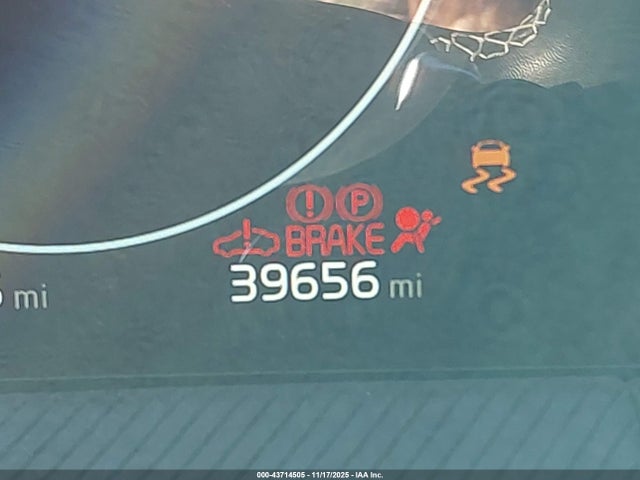 ! P
BRAKE
39656 mi
mi
000-43714505 - 11/17/2025 - IAA Inc.